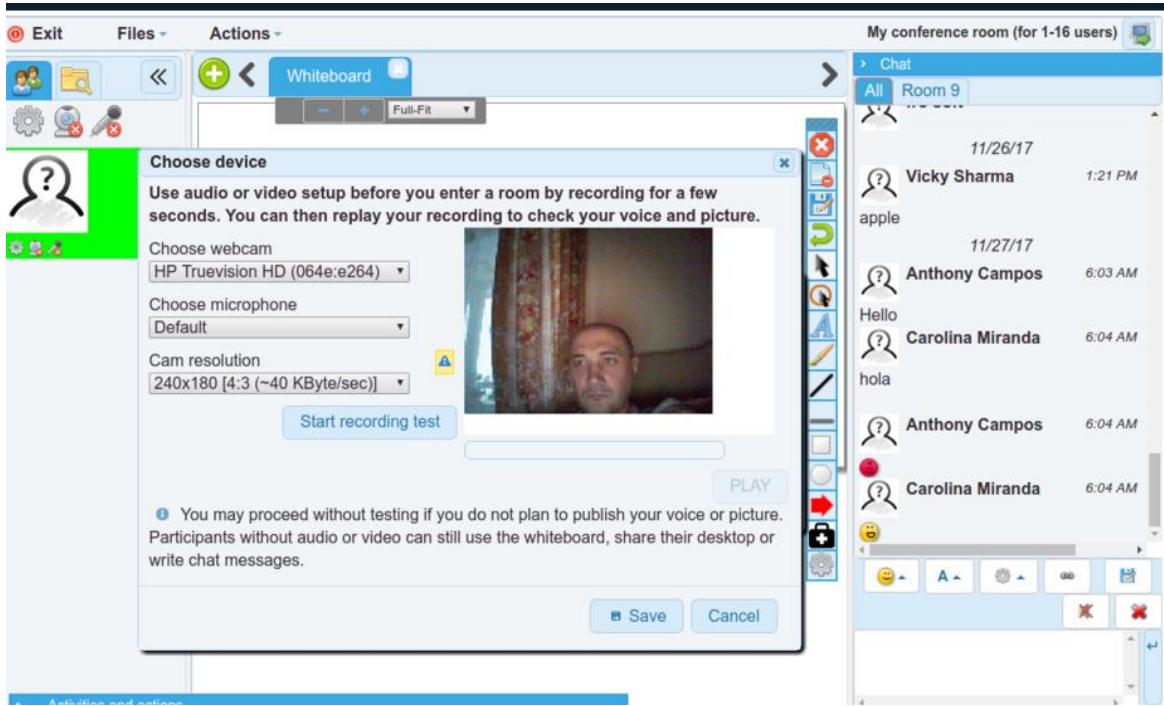 Exit
Files
Actions
My conference room (for 1-16 users)
Whiteboard
Full-Fit
Choose device
Use audio or video setup before you enter a room by recording for a few
seconds. You can then replay your recording to check your voice and picture.
Choose webcam
HP Truevision HD (064e:e264)
Choose microphone
Default
Cam resolution
240x180 [4:3 (~40 KByte/sec)]
Start recording test
PLAY
You may proceed without testing if you do not plan to publish your voice or picture.
Participants without audio or video can still use the whiteboard, share their desktop or
write chat messages.
Save
Cancel
Activities and actions
Chat
All
Room 9
11/26/17
Vicky Sharma 1:21 PM
apple
11/27/17
Anthony Campos 6:03 AM
Hello
Carolina Miranda 6:04 AM
hola
Anthony Campos 6:04 AM
Carolina Miranda 6:04 AM
A